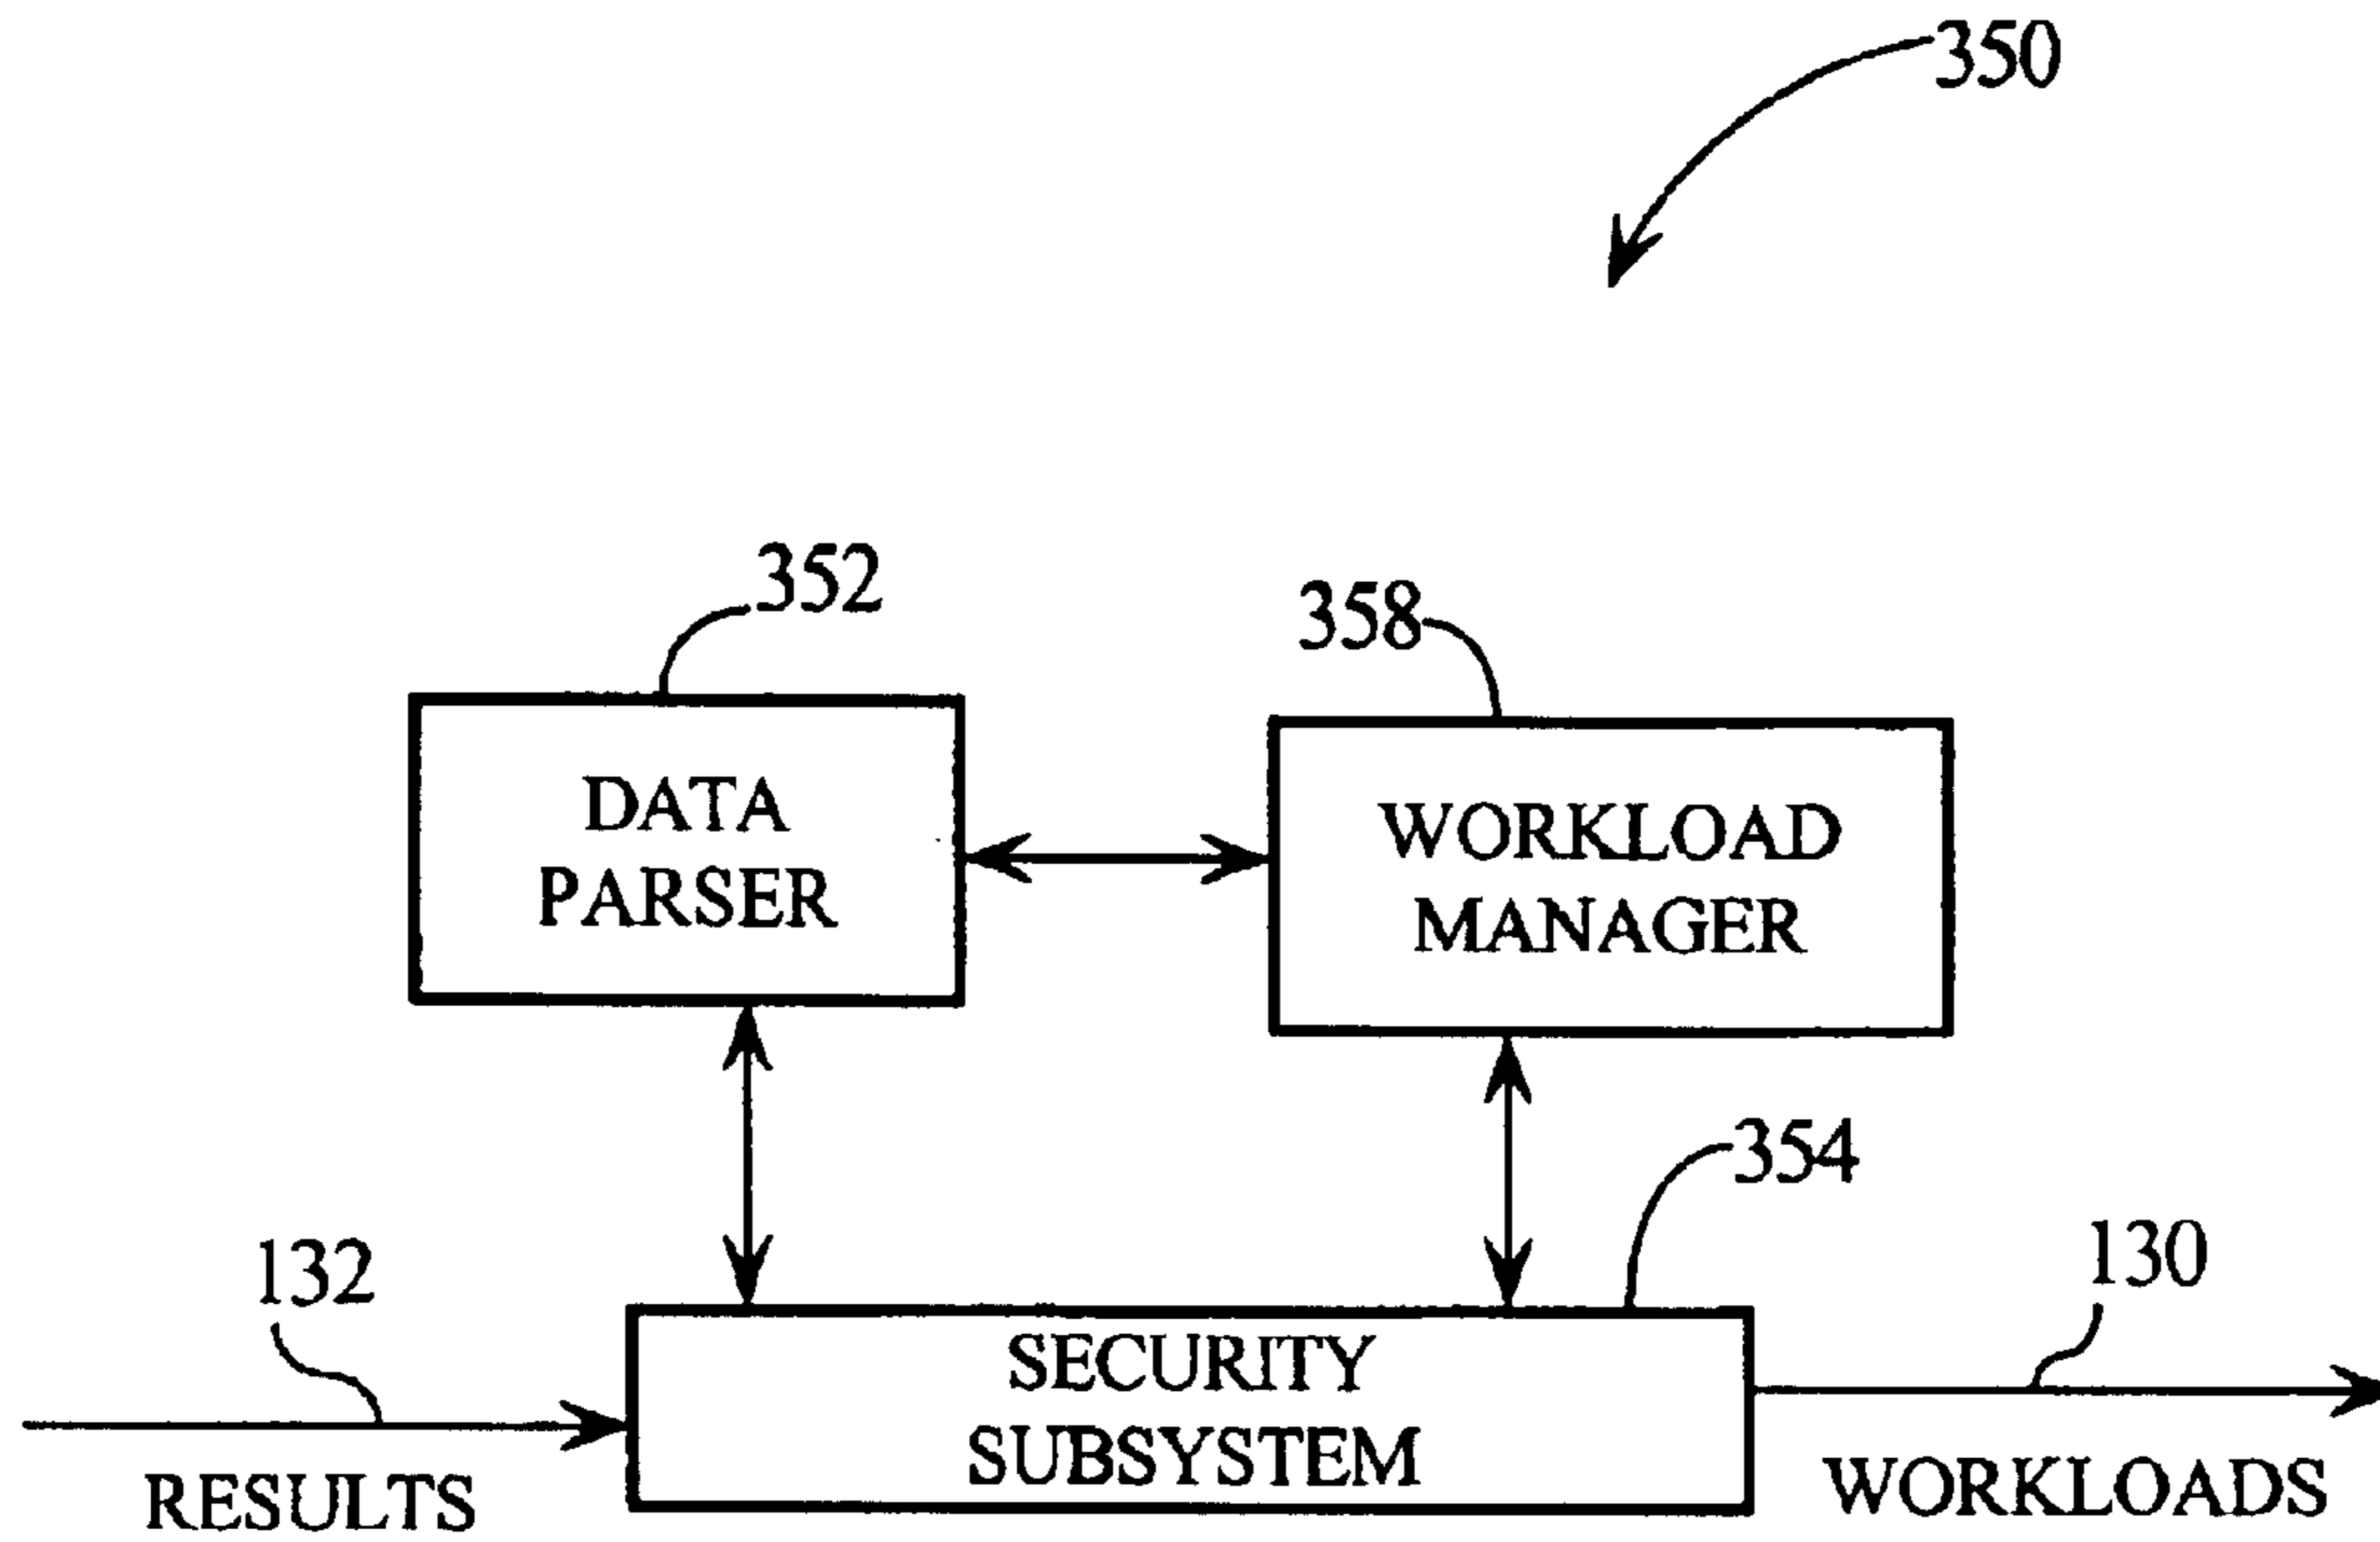 350
352
358
DATA
PARSER
WORKLOAD
MANAGER
354
132
130
SECURITY
SUBSYSTEM
RESULTS
WORKLOADS